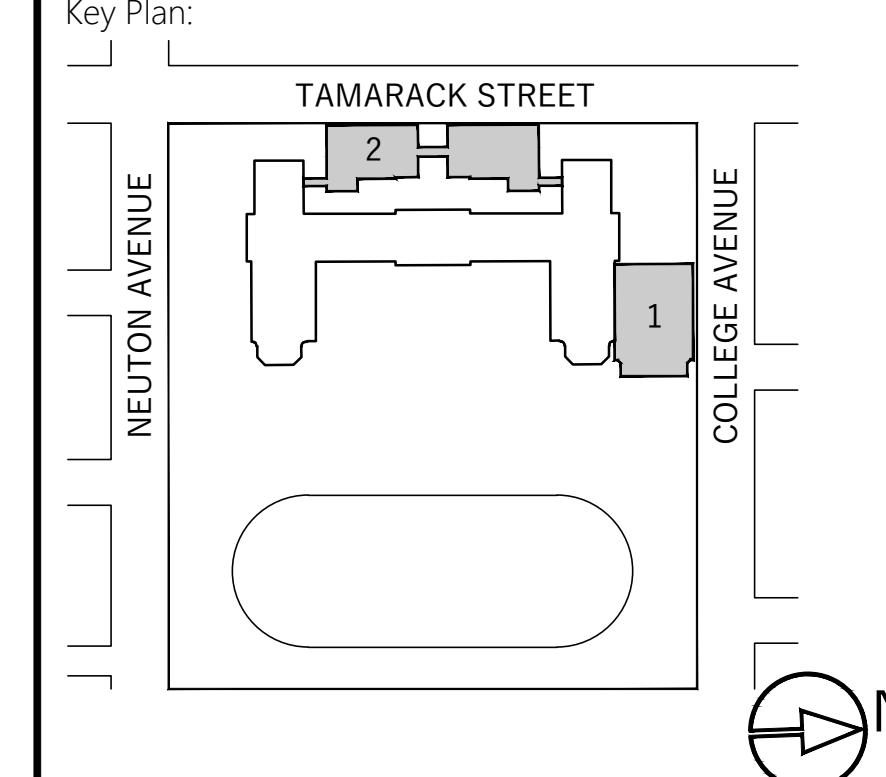 Key Plan:
TAMARACK STREET
2
NEUTON AVENUE
COLLEGE AVENUE
1
N